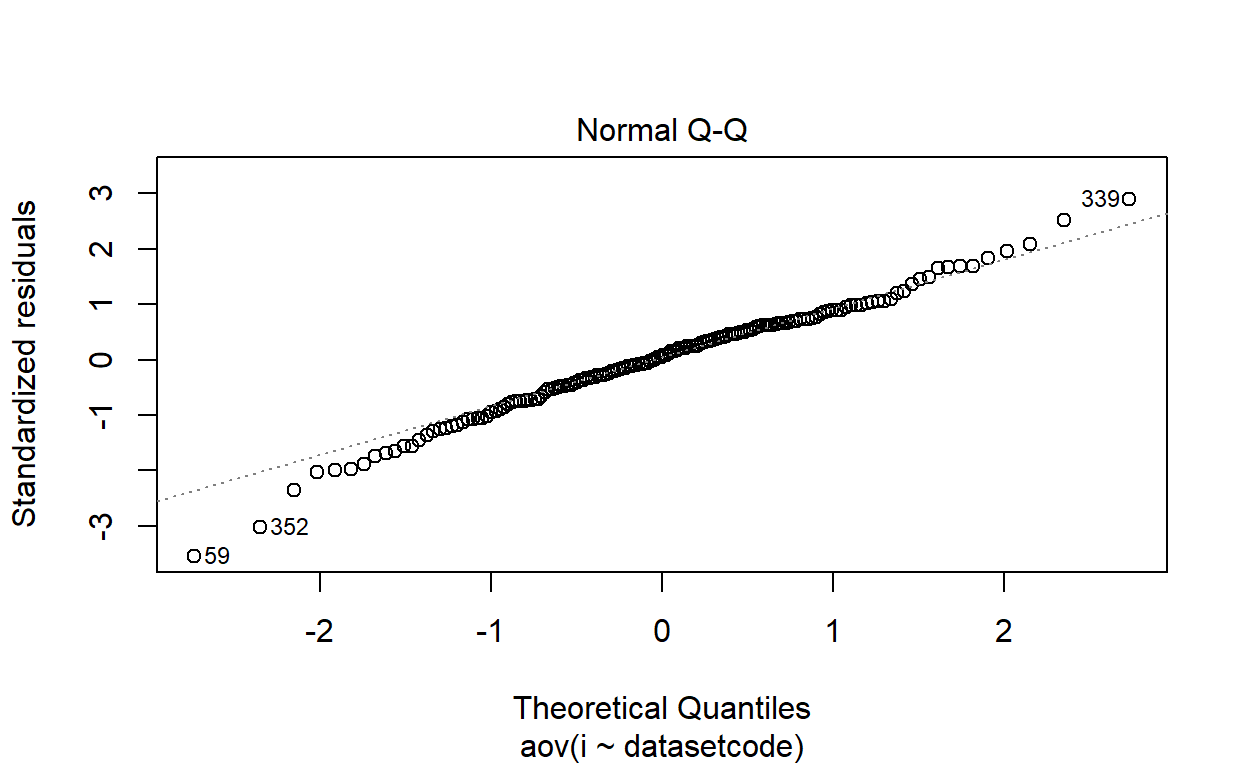 Normal Q-Q
Standardized residuals
3
2
1
0
-1
-3
339
352
59
-2 -1 0 1 2
Theoretical Quantiles
aov(i ~ datasetcode)